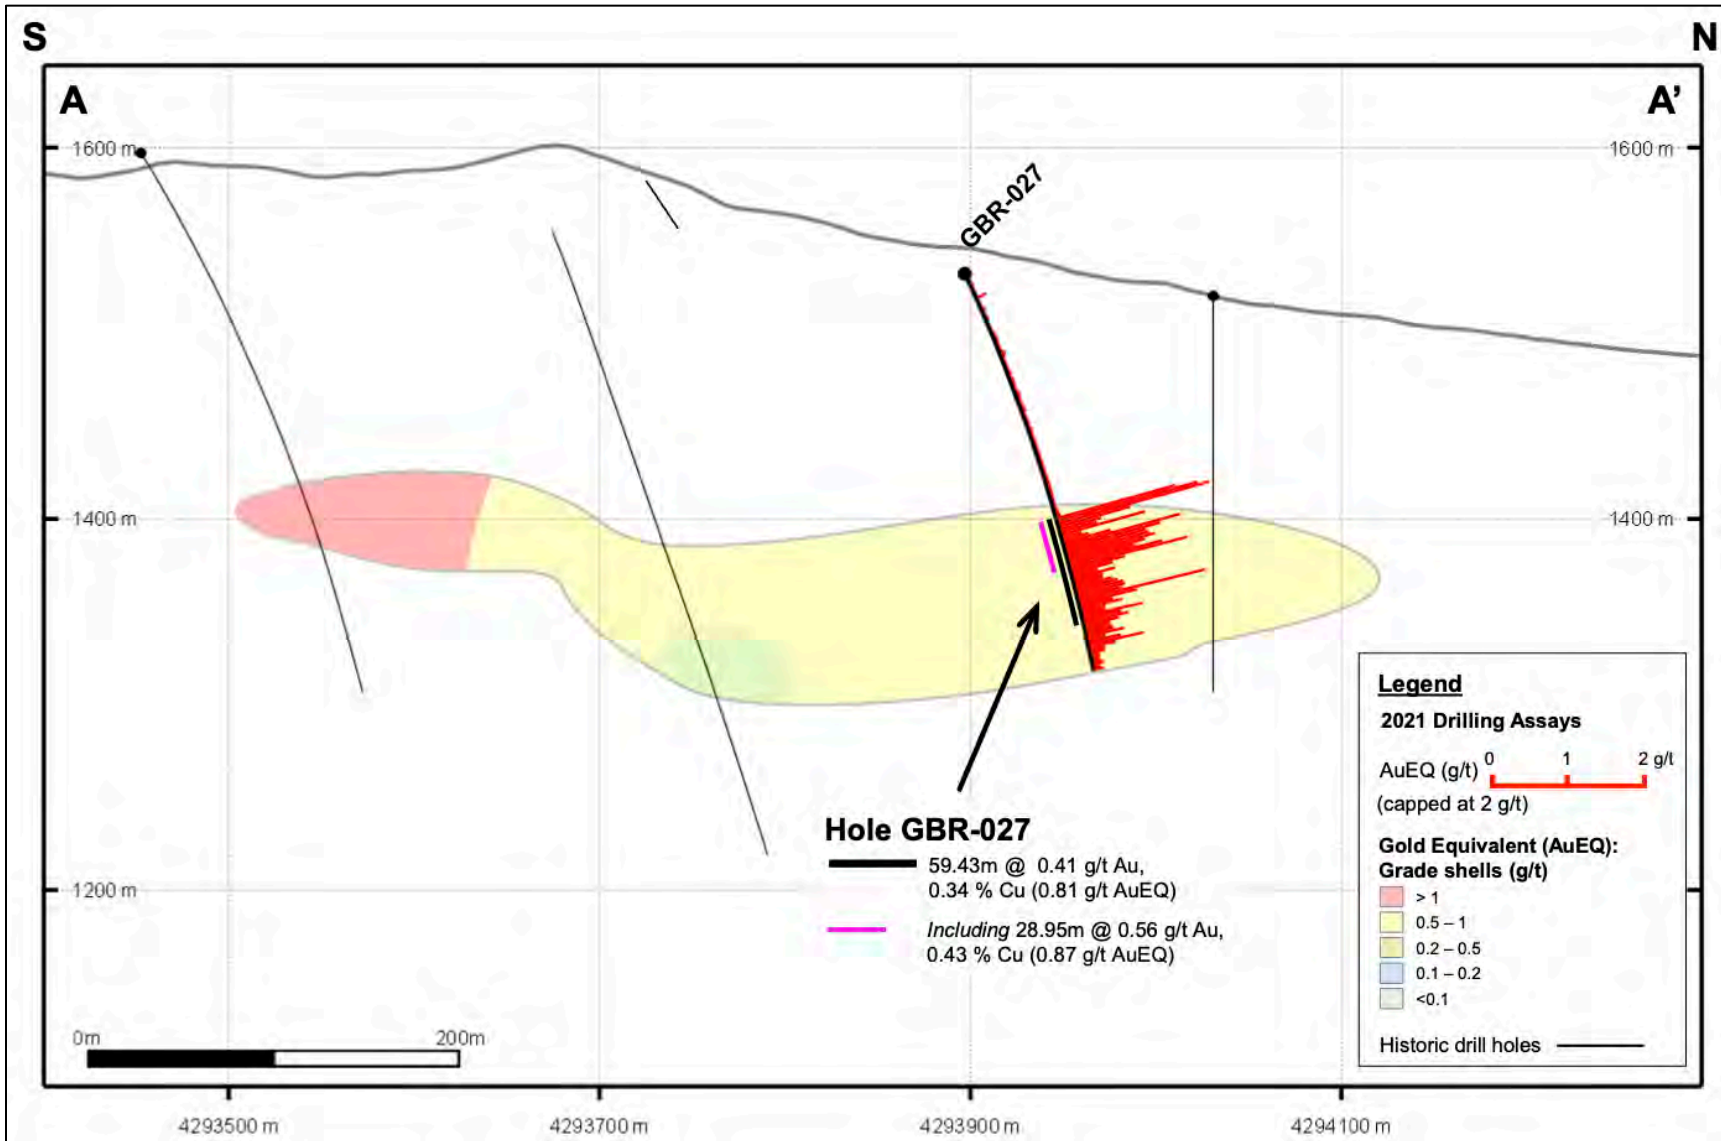 S
N
A
A'
1600 m
1600 m
GBR-027
1400 m
1400 m
Hole GBR-027
59.43m @ 0.41 g/t Au,
0.34 % Cu (0.81 g/t AuEQ)
Including 28.95m @ 0.56 g/t Au,
0.43 % Cu (0.87 g/t AuEQ)
1200 m
Legend
2021 Drilling Assays
AuEQ (g/t) 0 1 2 g/t
(capped at 2 g/t)
Gold Equivalent (AuEQ):
Grade shells (g/t)
> 1
0.5 – 1
0.2 – 0.5
0.1 – 0.2
<0.1
Historic drill holes
0m 200m
4293500 m 4293700 m 4293900 m 4294100 m